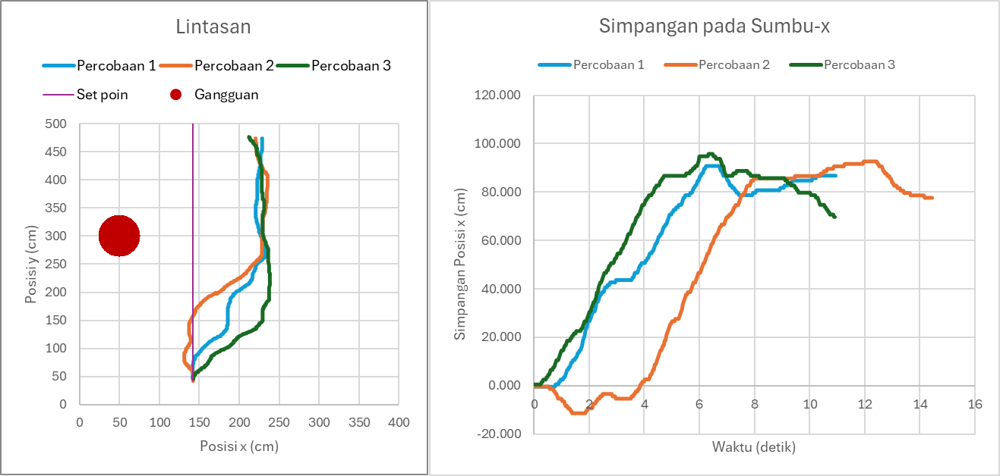 Lintasan
Percobaan 1 Percobaan 2 Percobaan 3
Set poin Gangguan
500
450
400
350
300
250
200
150
100
50
0
0 50 100 150 200 250 300 350 400
Posisi y (cm)
Posisi x (cm)
Simpangan pada Sumbu-x
Percobaan 1 Percobaan 2 Percobaan 3
120.000
100.000
80.000
60.000
40.000
20.000
0.000
-20.000
0 2 4 6 8 10 12 14 16
Simpangan Posisi x (cm)
Waktu (detik)